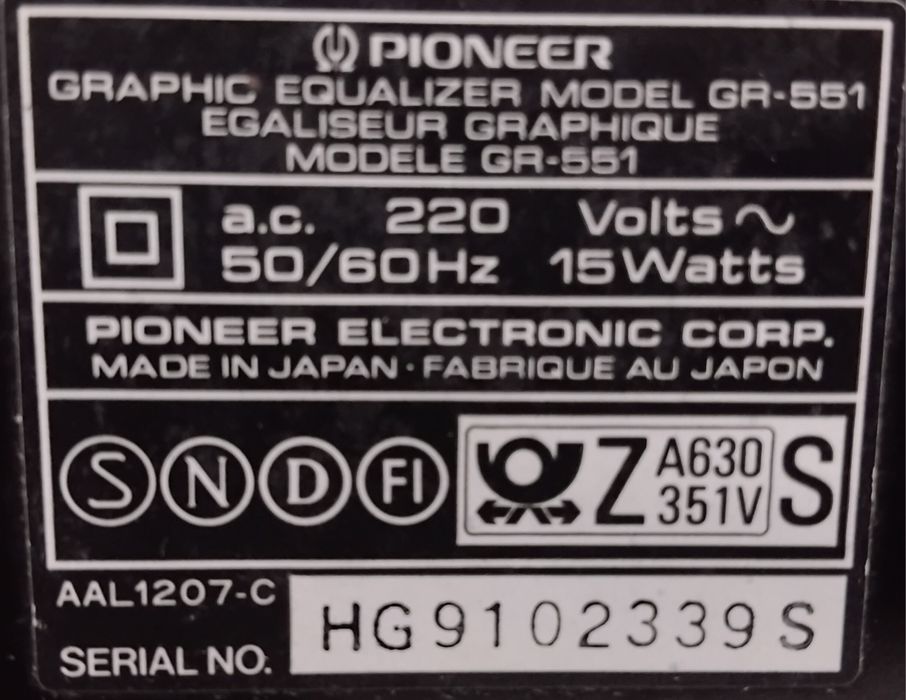 PIONEER
GRAPHIC EQUALIZER MODEL GR-551
EGALISEUR GRAPHIQUE
MODELE GR-551
a.c. 220 Volts ~
50/60Hz 15Watts
PIONEER ELECTRONIC CORP.
MADE IN JAPAN · FABRIQUE AU JAPON
S N D FI Z A630 S
351V
AAL1207-C
SERIAL NO. HG9102339S